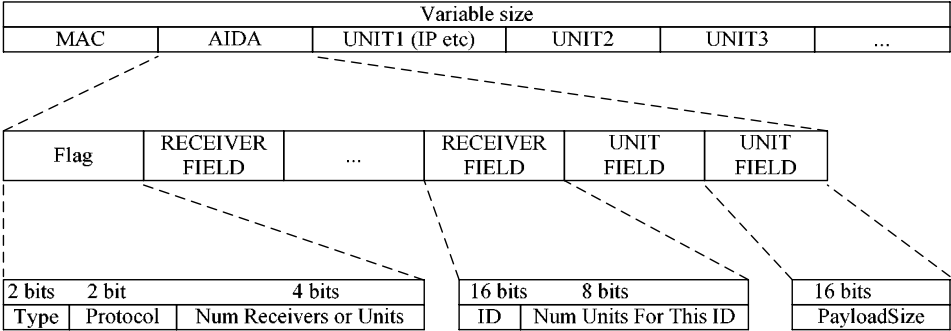 Variable size
MAC AIDA UNIT1 (IP etc) UNIT2 UNIT3 ...
Flag RECEIVER FIELD ... RECEIVER FIELD UNIT FIELD UNIT FIELD
2 bits 2 bit 4 bits 16 bits 8 bits 16 bits
Type Protocol Num Receivers or Units ID Num Units For This ID PayloadSize